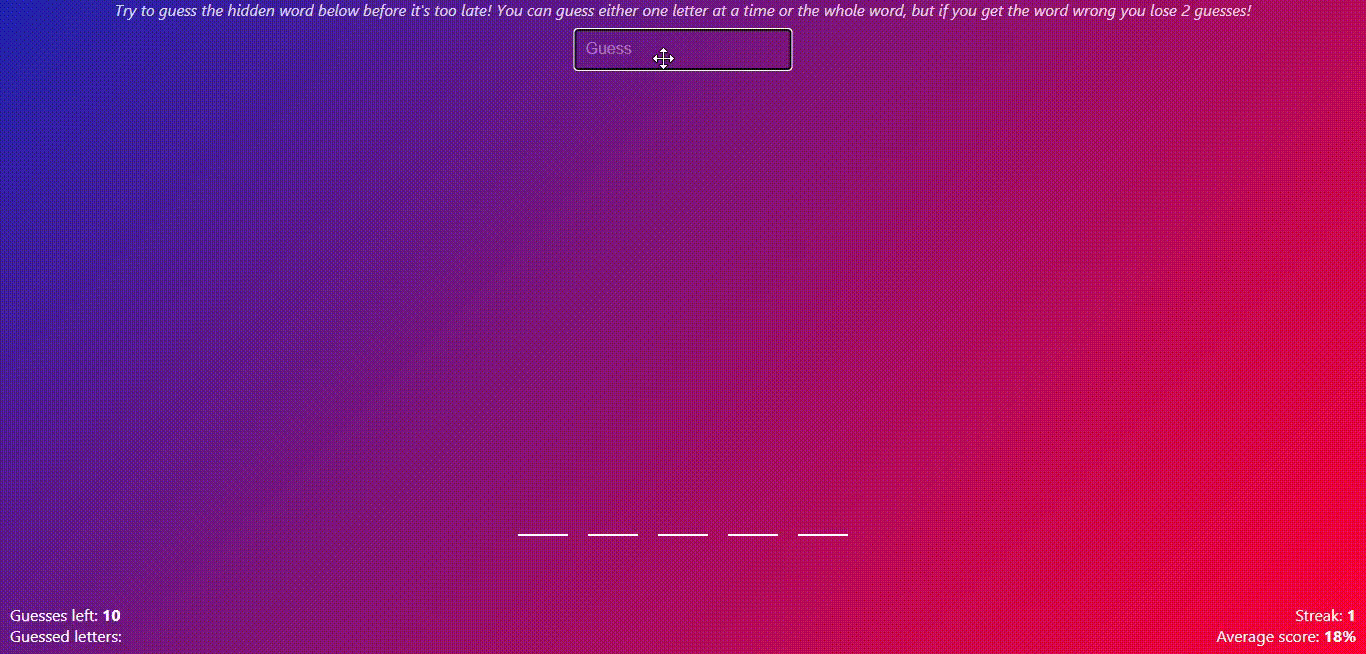 Try to guess the hidden word below before it's too late! You can guess either one letter at a time or the whole word, but if you get the word wrong you lose 2 guesses!
Guess
Guesses left: 10
Guessed letters:
Streak: 1
Average score: 18%